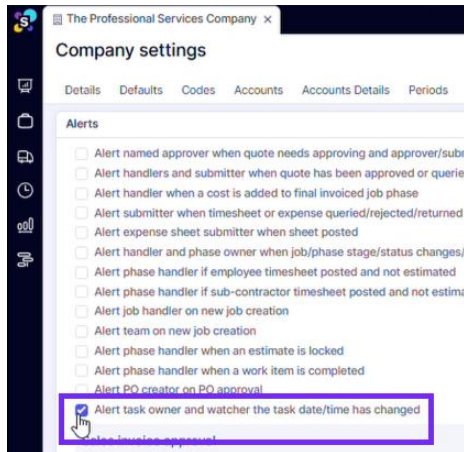 The Professional Services Company ×
Company settings
Details Defaults Codes Accounts Accounts Details Periods
Alerts
Alert named approver when quote needs approving and
Alert handlers and submitter when quote has been approved or
Alert handler when a cost is added to final invoiced job phase
Alert submitter when timesheet or expense queried/rejected/returned
Alert expense sheet submitter when sheet posted
Alert handler and phase owner when job/phase stage/status changes/
Alert phase handler if employee timesheet posted and not estimated
Alert phase handler if sub-contractor timesheet posted and not
Alert job handler on new job creation
Alert team on new job creation
Alert phase handler when an estimate is locked
Alert phase handler when a work item is completed
Alert PO creator on PO approval
Alert task owner and watcher the task date/time has changed
invoice approval